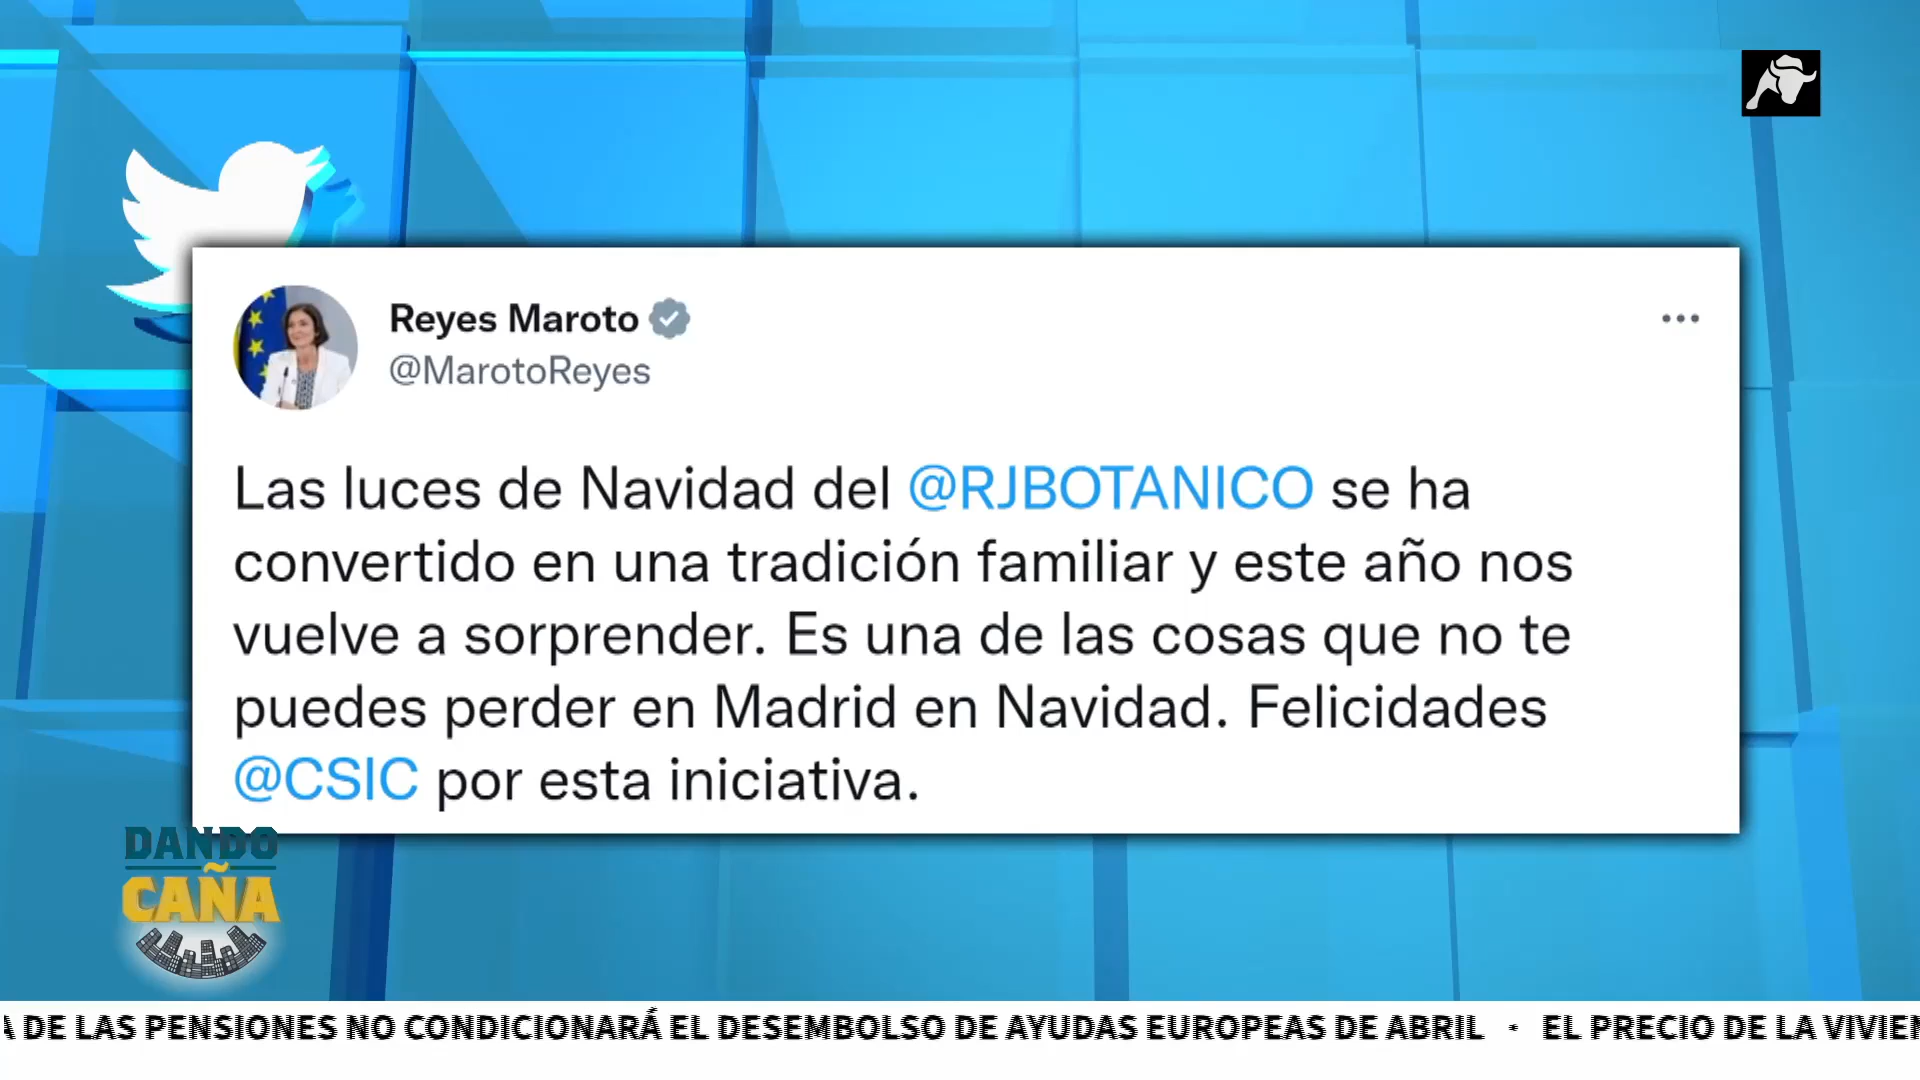 Reyes Maroto
@MarotoReyes
Las luces de Navidad del @RJBOTANICO se ha
convertido en una tradición familiar y este año nos
vuelve a sorprender. Es una de las cosas que no te
puedes perder en Madrid en Navidad. Felicidades
@CSIC por esta iniciativa.
DANDO
CAÑA
A DE LAS PENSIONES NO CONDICIONARÁ EL DESEMBOLSO DE AYUDAS EUROPEAS DE ABRIL · EL PRECIO DE LA VIVIEN